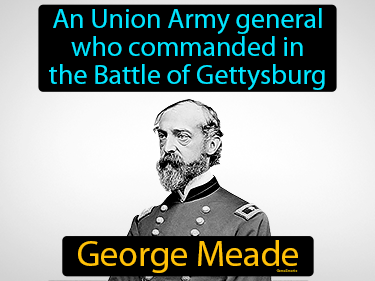 An Union Army general
who commanded in
the Battle of Gettysburg
George Meade